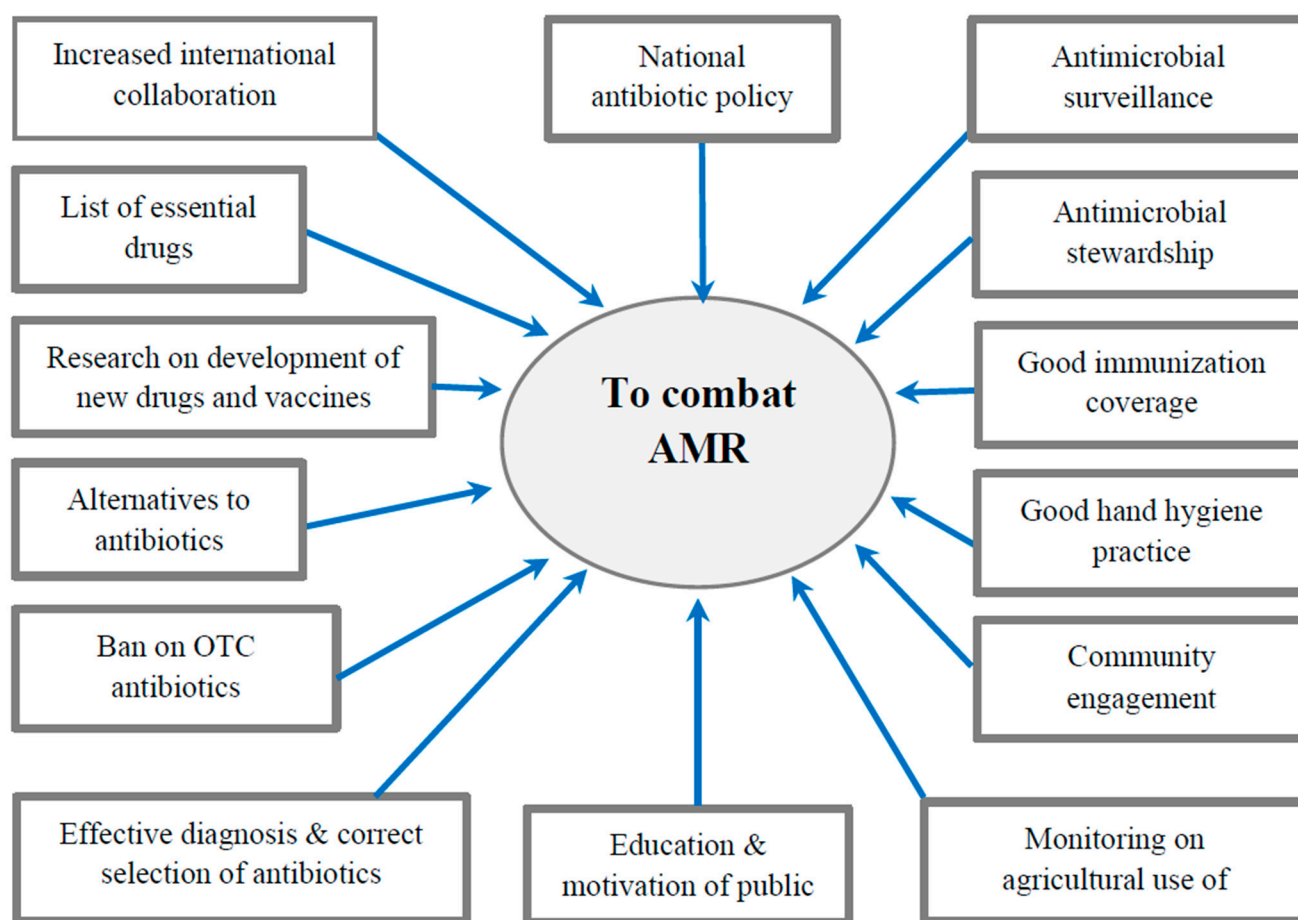 Increased international
collaboration
National
antibiotic policy
Antimicrobial
surveillance
List of essential
drugs
Antimicrobial
stewardship
Research on development of
new drugs and vaccines
To combat
AMR
Good immunization
coverage
Alternatives to
antibiotics
Good hand hygiene
practice
Ban on OTC
antibiotics
Community
engagement
Effective diagnosis & correct
selection of antibiotics
Education &
motivation of public
Monitoring on
agricultural use of